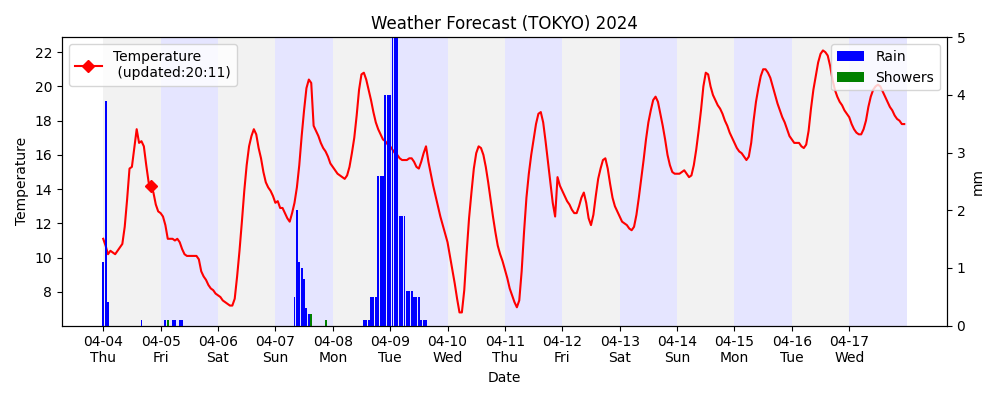 Weather Forecast (TOKYO) 2024
Temperature
(updated:20:11)
Rain
Showers
Temperature
22
20
18
16
14
12
10
8
5
4
3
2
1
0
mm
04-04 04-05 04-06 04-07 04-08 04-09 04-10 04-11 04-12 04-13 04-14 04-15 04-16 04-17
Thu Fri Sat Sun Mon Tue Wed Thu Fri Sat Sun Mon Tue Wed
Date